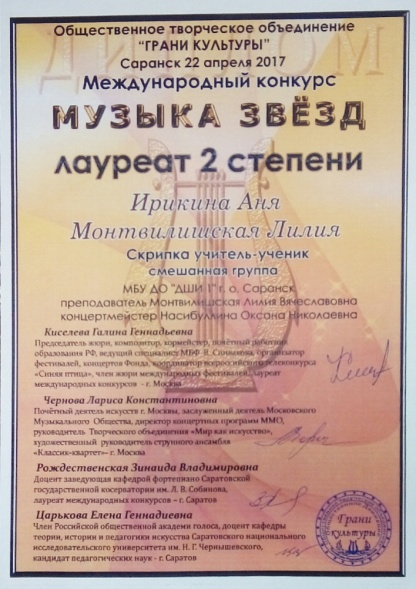 Общественное творческое объединение
"ГРАНИ КУЛЬТУРЫ"
Саранск 22 апреля 2017
Международный конкурс
МУЗЫКА ЗВЁЗД
лауреат 2 степени
Ирикина Аня
Монтвилишская Лилия
Скрипка учитель-ученик
смешанная группа
МБУ ДО "ДШИ 1" г. о. Саранск
преподаватель Монтвилишская Лилия Вячеславовна
концертмейстер Насибуллина Оксана Николаевна
Киселева Галина Геннадьевна
Председатель жюри, композитор, хормейстер, почётный работник
образования РФ, ведущий специалист МБФ В. Спивакова, организатор
фестивалей, концертов Фонда, координатор всероссийского телеконкурса
«Синяя птица», член жюри международных фестивалей, лауреат
международных конкурсов - г. Москва
Чернова Лариса Константиновна
Почётный деятель искусств г. Москвы, заслуженный деятель Московского
Музыкального Общества, директор концертных программ ММО,
руководитель Творческого объединения «Мир как искусство»,
художественный руководитель струнного ансамбля
«Классик-квартет»– г. Москва
Рождественская Зинаида Владимировна
Доцент заведующая кафедрой фортепиано Саратовской
государственной косерватории им. Л. В. Собинова,
лауреат международных конкурсов – г. Саратов
Царькова Елена Геннадиевна
Член Российской общественной академи голоса, доцент кафедры
теории, истории и педагогики искусства Саратовского национального
исследовательского университета им. Н. Г. Чернышевского,
кандидат педагогических наук - г. Саратов
Грани
культуры